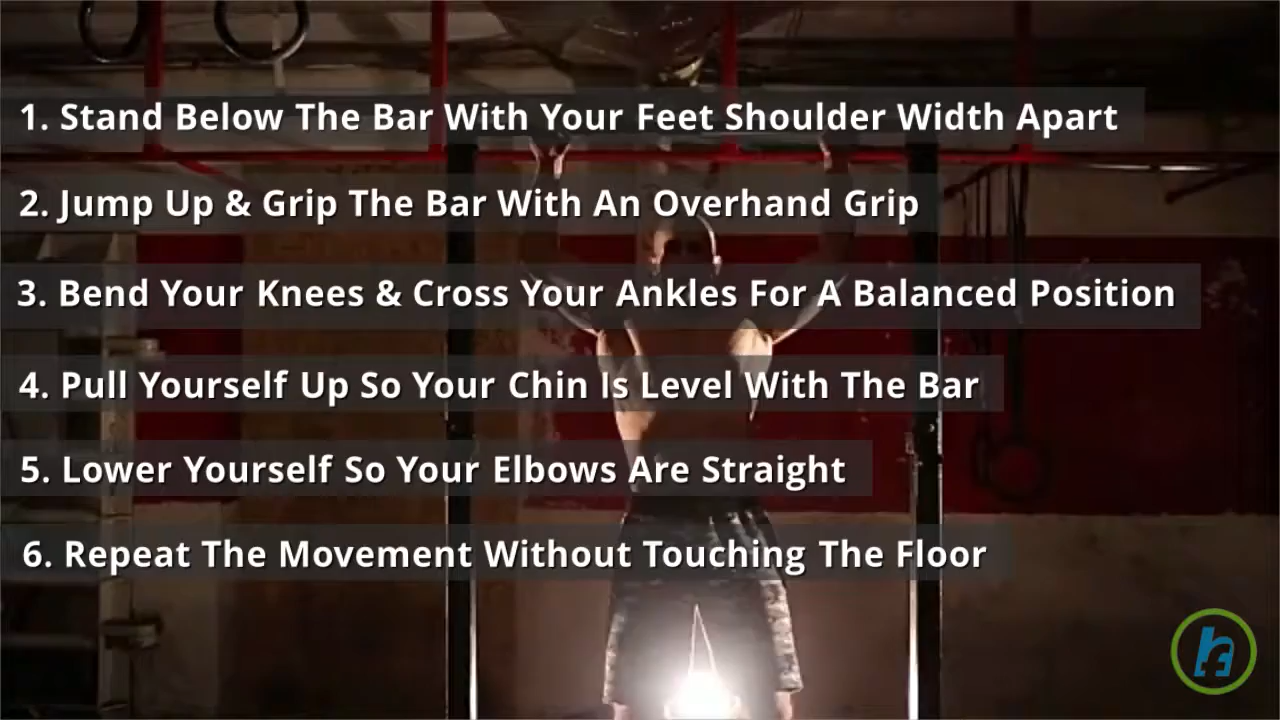 1. Stand Below The Bar With Your Feet Shoulder Width Apart
2. Jump Up & Grip The Bar With An Overhand Grip
3. Bend Your Knees & Cross Your Ankles For A Balanced Position
4. Pull Yourself Up So Your Chin Is Level With The Bar
5. Lower Yourself So Your Elbows Are Straight
6. Repeat The Movement Without Touching The Floor